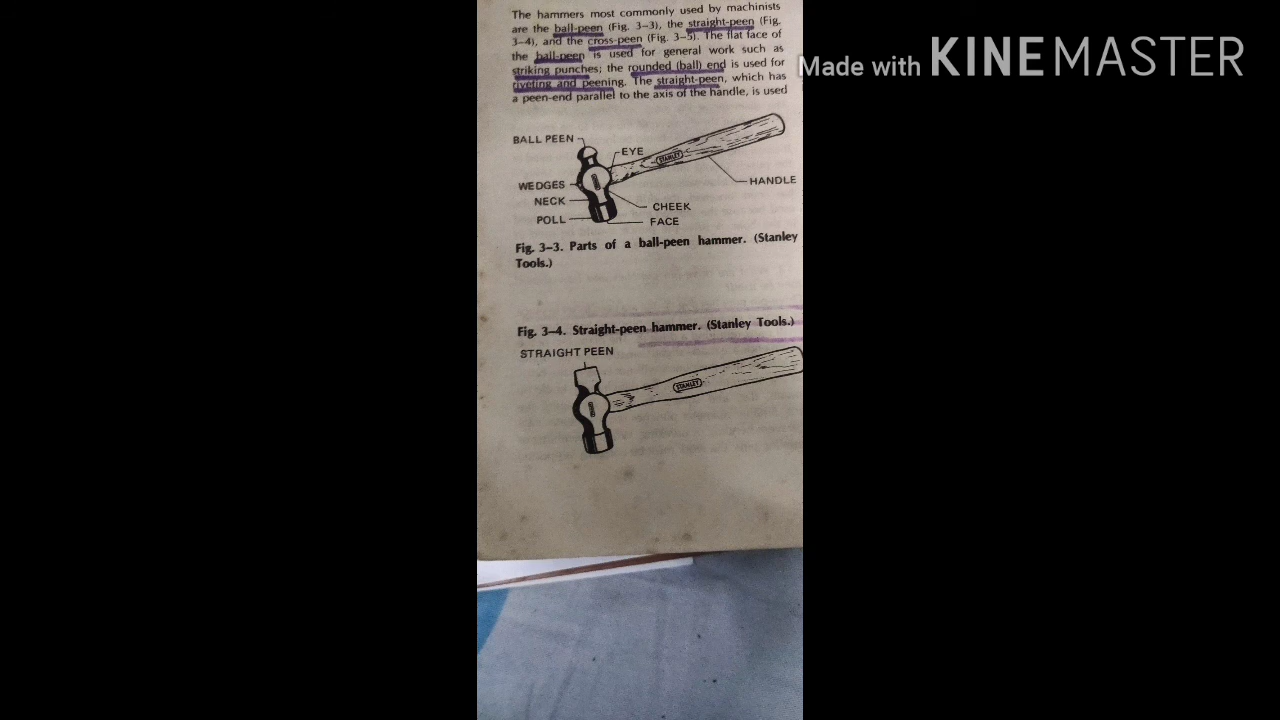 The hammers most commonly used by machinists
are the ball-peen (Fig. 3–3), the straight-peen (Fig.
3–4), and the cross-peen (Fig. 3–5). The flat face of
the ball-peen is used for general work such as
striking punches; the rounded (ball) end is used for
riveting and peening. The straight-peen, which has
a peen-end parallel to the axis of the handle, is used
Made with KINEMASTER
BALL PEEN
EYE
STANLEY
WEDGES
HANDLE
NECK
CHEEK
POLL
FACE
Fig. 3–3. Parts of a ball-peen hammer. (Stanley
Tools.)
Fig. 3–4. Straight-peen hammer. (Stanley Tools.)
STRAIGHT PEEN
STANLEY